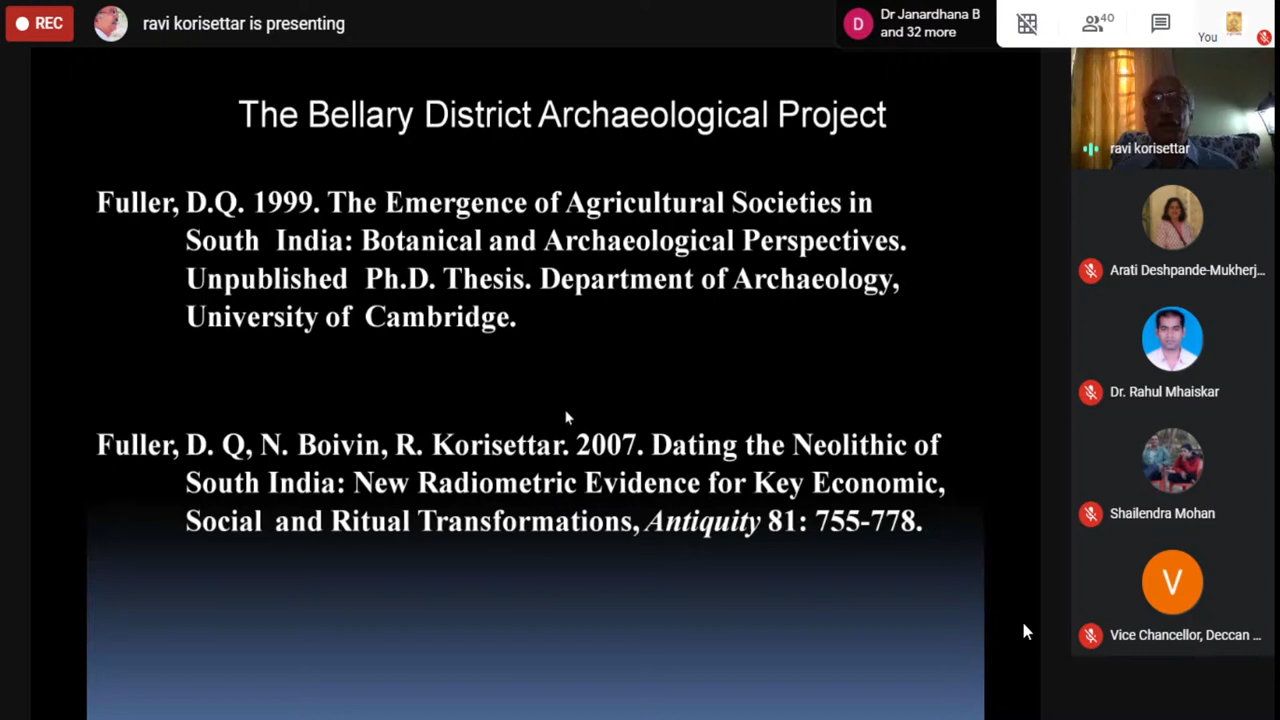 REC
ravi korisettar is presenting
D
Dr Janardhana B
and 32 more
40
You
The Bellary District Archaeological Project
Fuller, D.Q. 1999. The Emergence of Agricultural Societies in
South India: Botanical and Archaeological Perspectives.
Unpublished Ph.D. Thesis. Department of Archaeology,
University of Cambridge.
Fuller, D. Q, N. Boivin, R. Korisettar. 2007. Dating the Neolithic of
South India: New Radiometric Evidence for Key Economic,
Social and Ritual Transformations, Antiquity 81: 755-778.
ravi korisettar
Arati Deshpande-Mukherj...
Dr. Rahul Mhaiskar
Shailendra Mohan
V
Vice Chancellor, Deccan ...